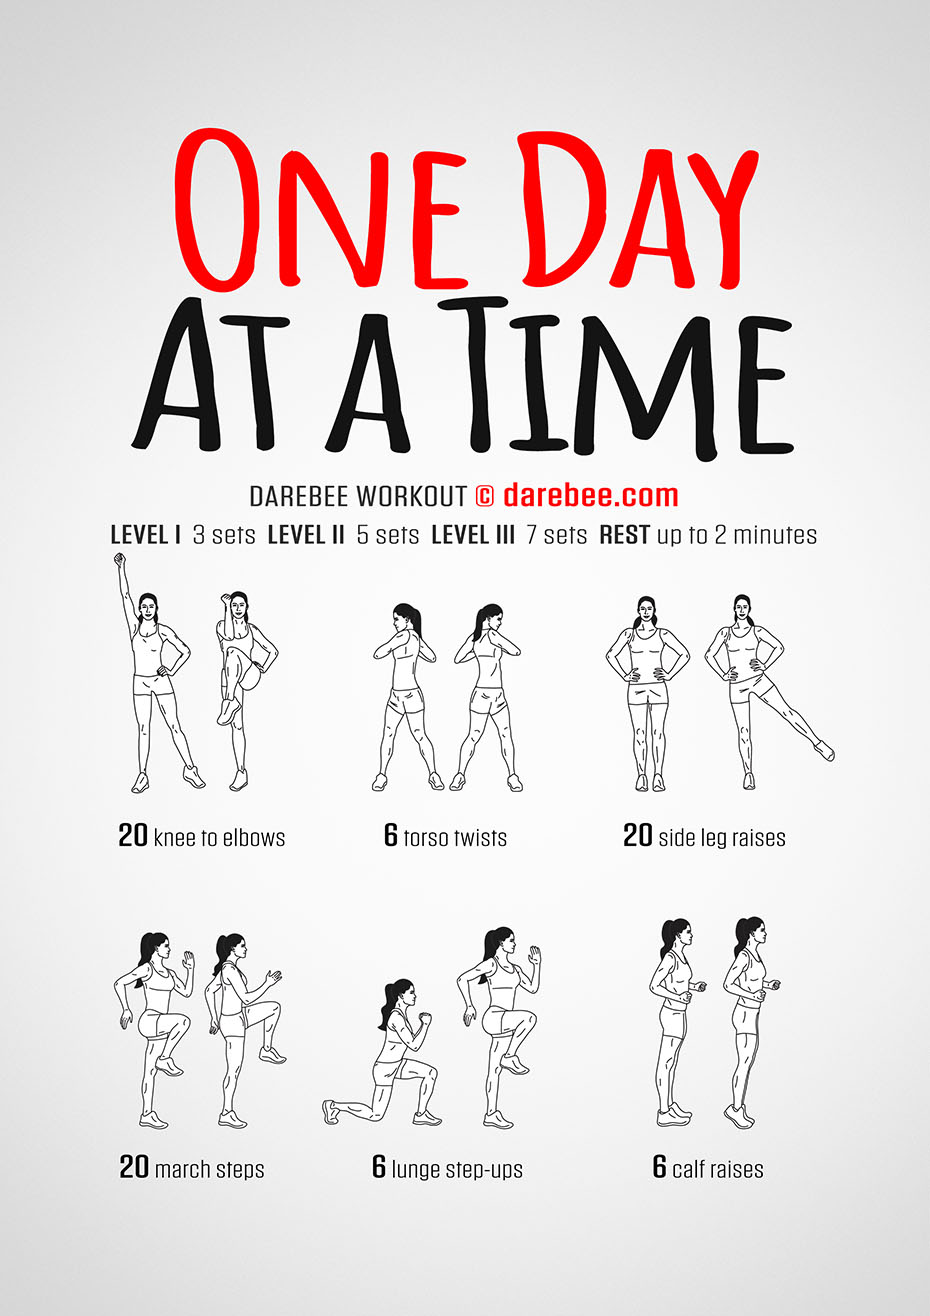 ONE DAY
AT A TIME
DAREBEE WORKOUT © darebee.com
LEVEL I 3 sets LEVEL II 5 sets LEVEL III 7 sets REST up to 2 minutes
20 knee to elbows
6 torso twists
20 side leg raises
20 march steps
6 lunge step-ups
6 calf raises